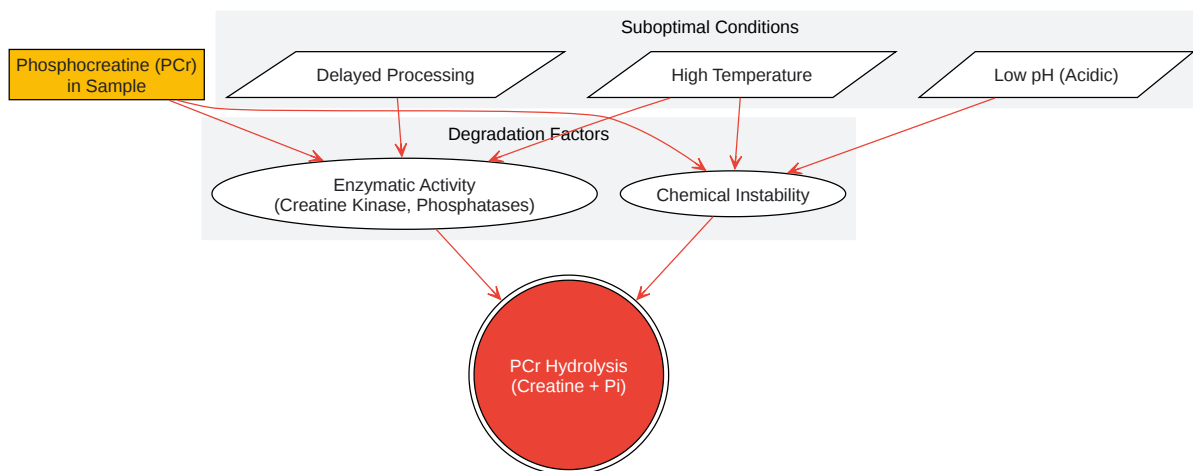 Suboptimal Conditions
Phosphocreatine (PCr)
in Sample
Delayed Processing
High Temperature
Low pH (Acidic)
Degradation Factors
Enzymatic Activity
(Creatine Kinase, Phosphatases)
Chemical Instability
PCr Hydrolysis
(Creatine + Pi)